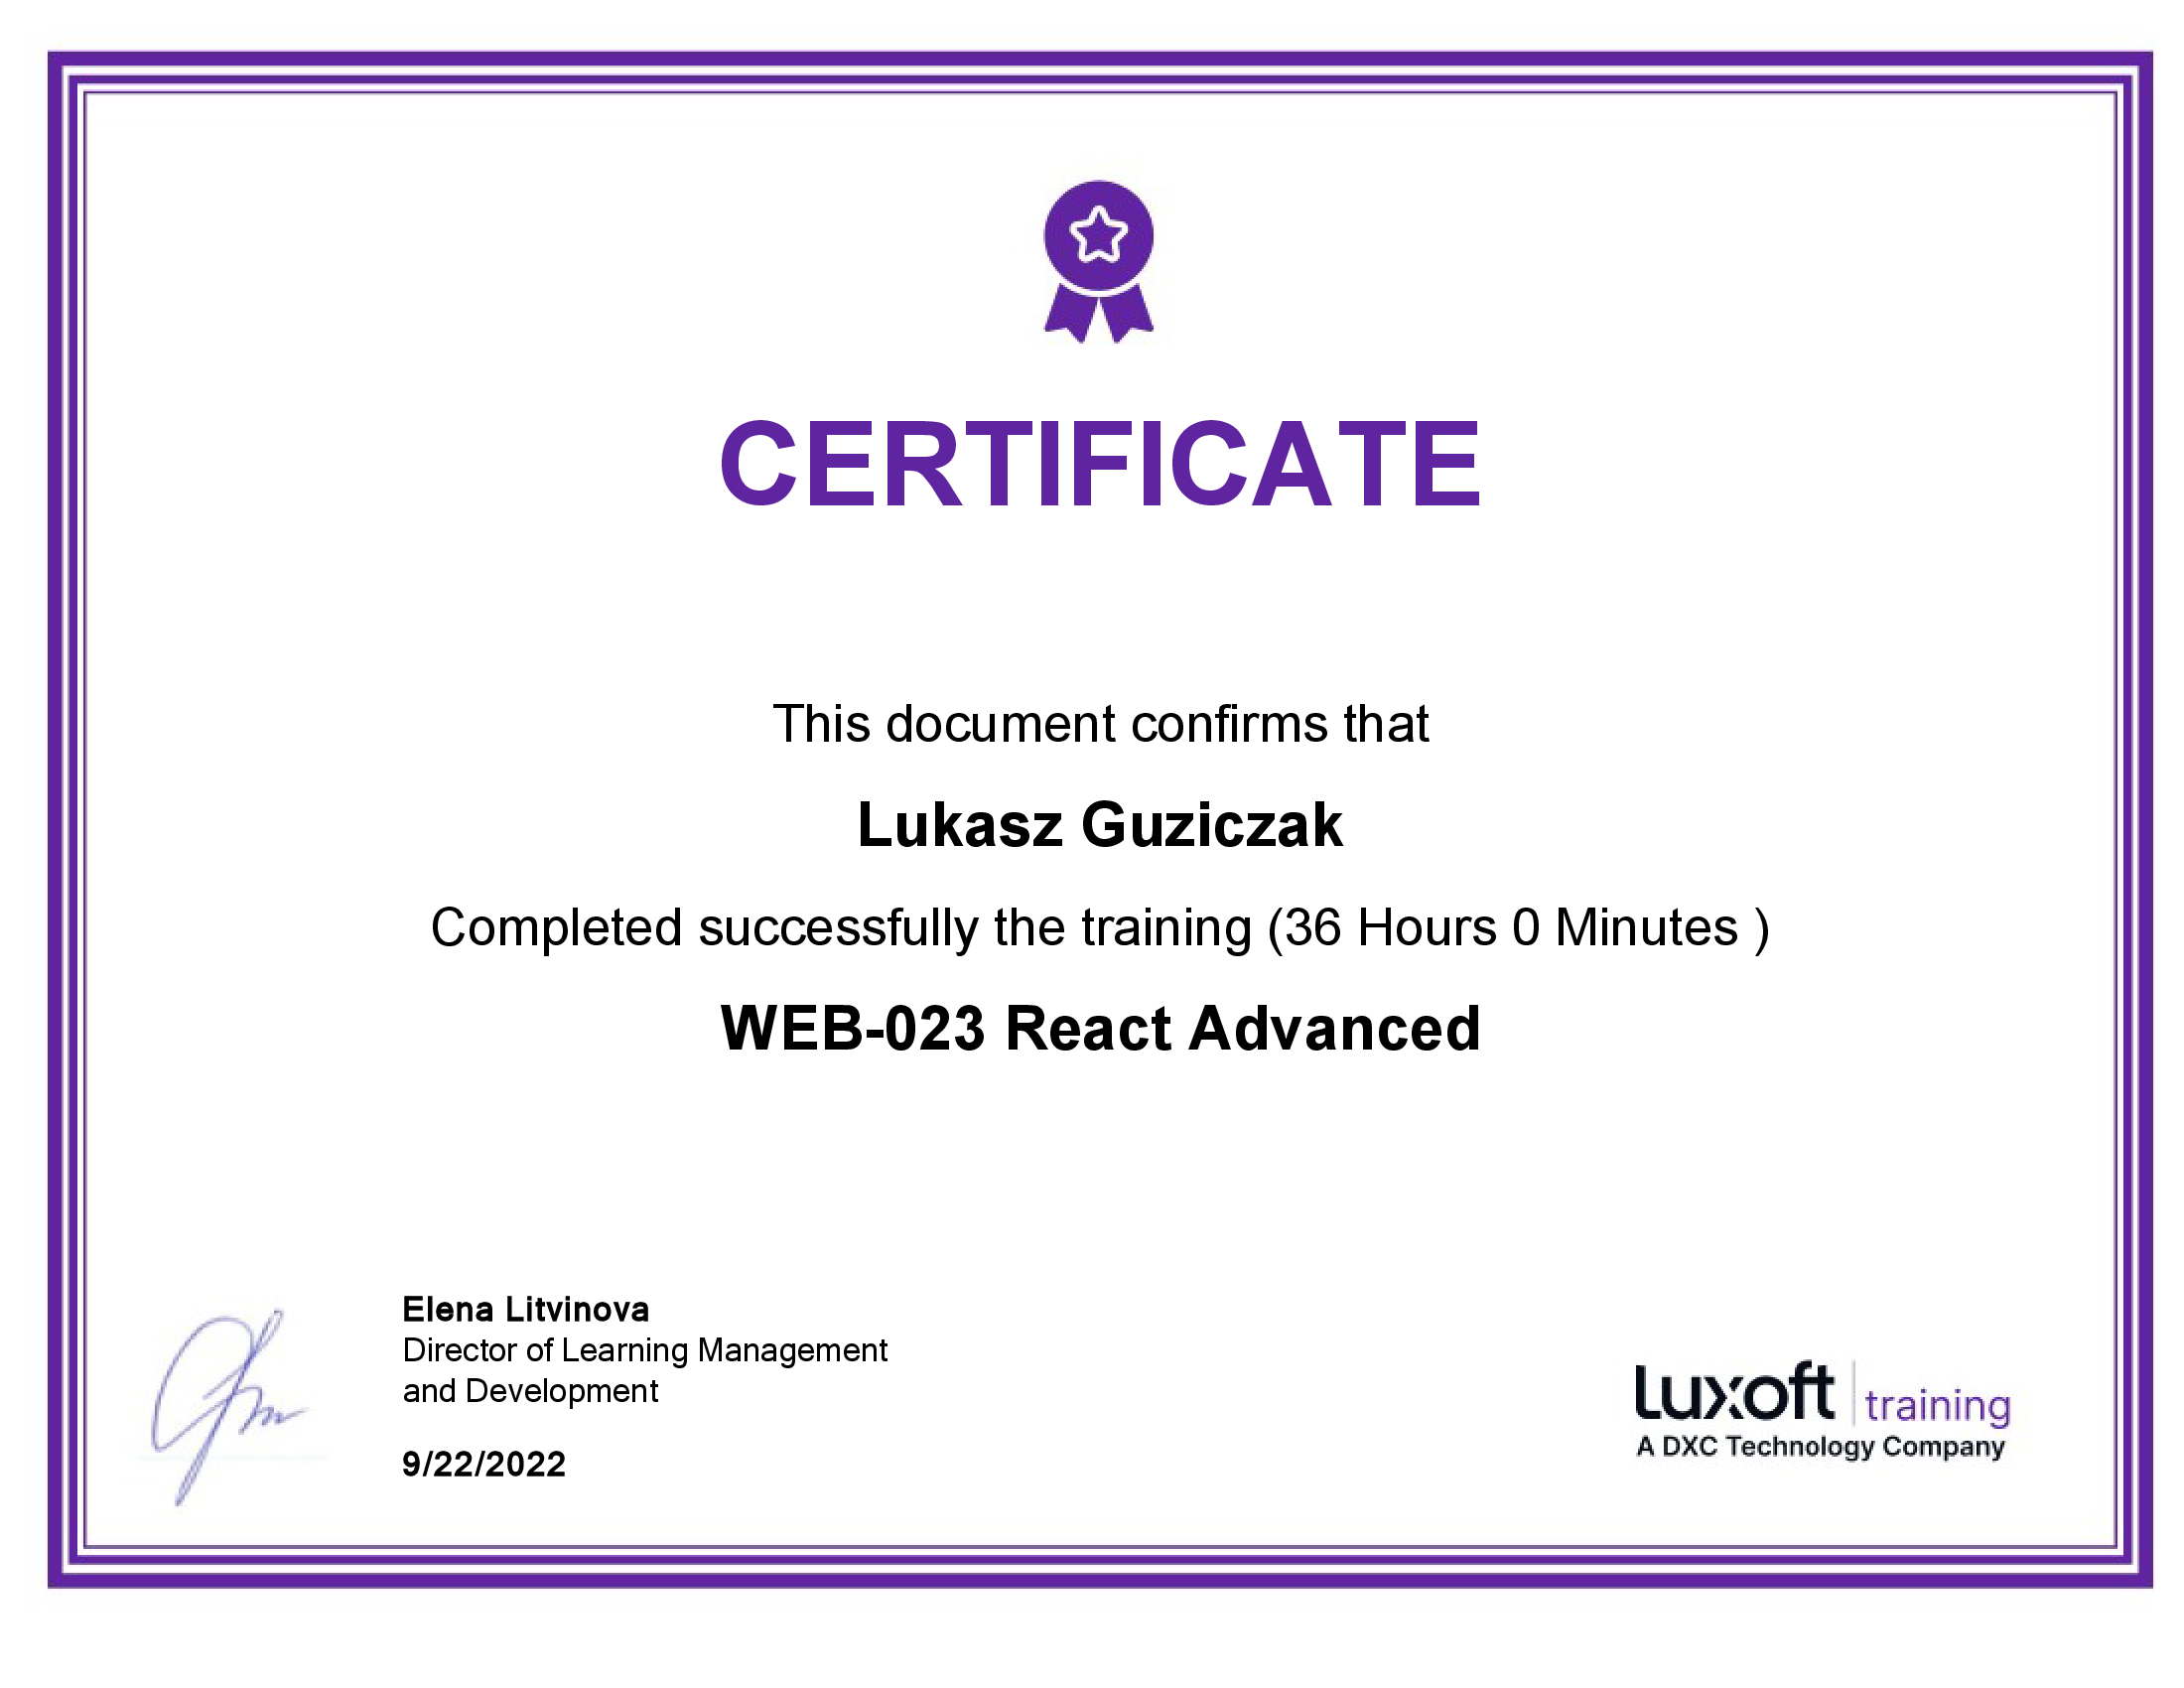 CERTIFICATE
This document confirms that
Lukasz Guziczak
Completed successfully the training (36 Hours 0 Minutes )
WEB-023 React Advanced
Elena Litvinova
Director of Learning Management
and Development
9/22/2022
luxoft training
A DXC Technology Company